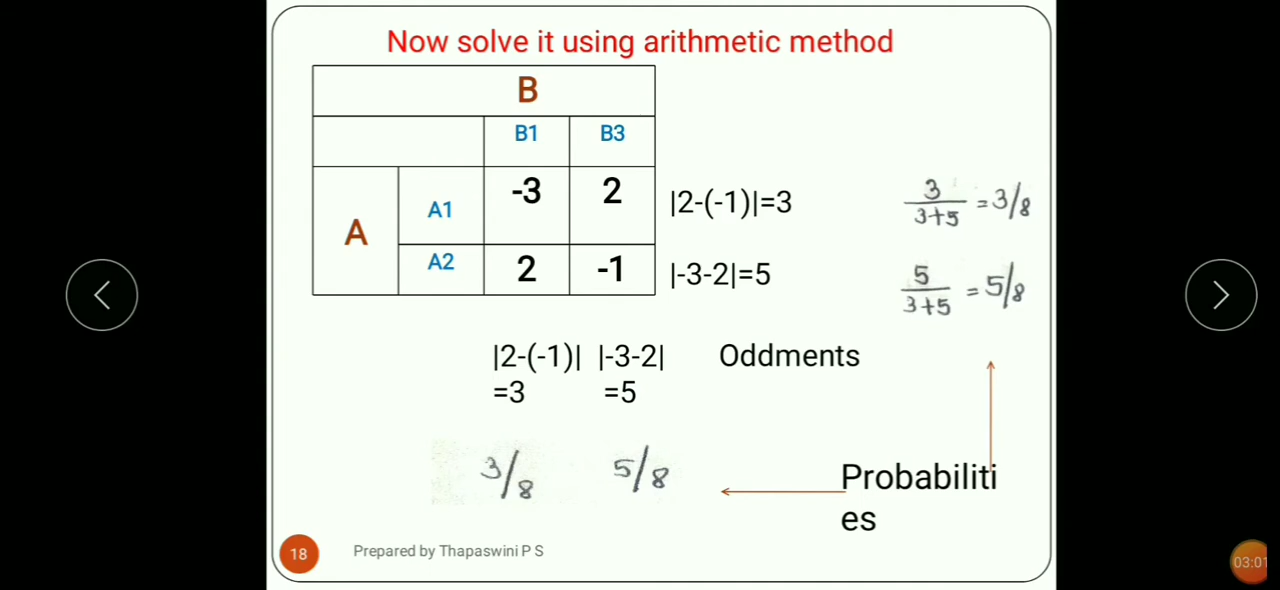 Now solve it using arithmetic method
B
B1 B3
A A1 -3 2 |2-(-1)|=3 3/3+5 =3/8
A2 2 -1 |-3-2|=5 5/3+5 =5/8
|2-(-1)| |-3-2| Oddments
=3 =5
3/8 5/8 Probabiliti
es
18 Prepared by Thapaswini P S
03:01